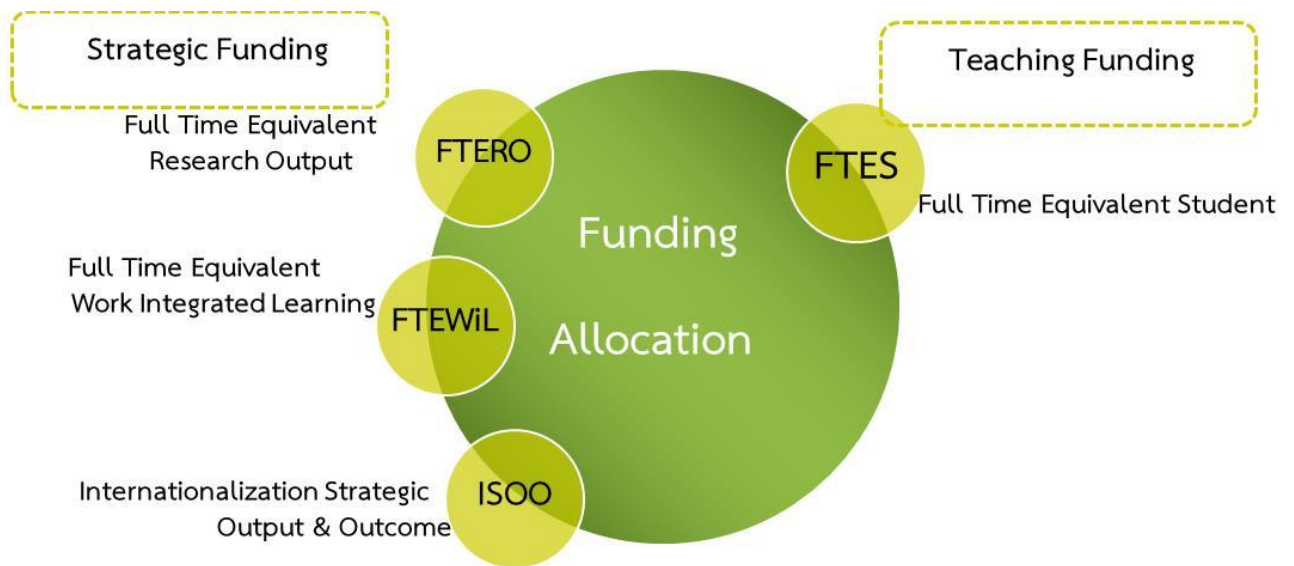 Strategic Funding
Teaching Funding
Full Time Equivalent
Research Output
FTERO
FTES
Full Time Equivalent Student
Funding
Allocation
Full Time Equivalent
Work Integrated Learning
FTEWiL
Internationalization Strategic
Output & Outcome
ISOO